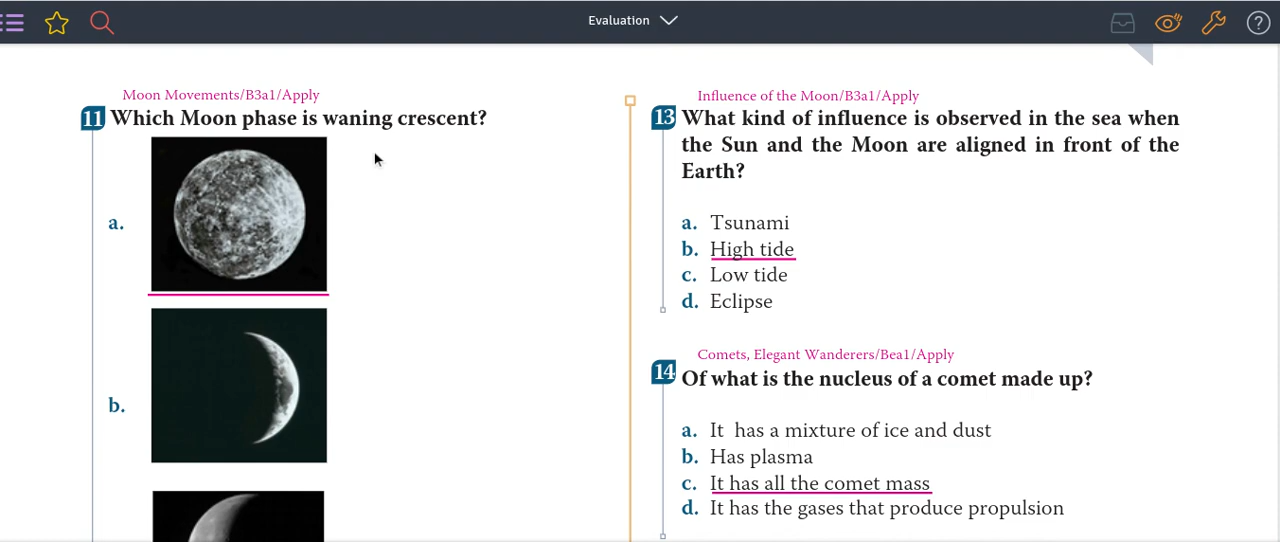 Evaluation
Moon Movements/B3a1/Apply
11 Which Moon phase is waning crescent?
a.
b.
Influence of the Moon/B3a1/Apply
13 What kind of influence is observed in the sea when
the Sun and the Moon are aligned in front of the
Earth?
a. Tsunami
b. High tide
c. Low tide
d. Eclipse
Comets, Elegant Wanderers/Bea1/Apply
14 Of what is the nucleus of a comet made up?
a. It has a mixture of ice and dust
b. Has plasma
c. It has all the comet mass
d. It has the gases that produce propulsion